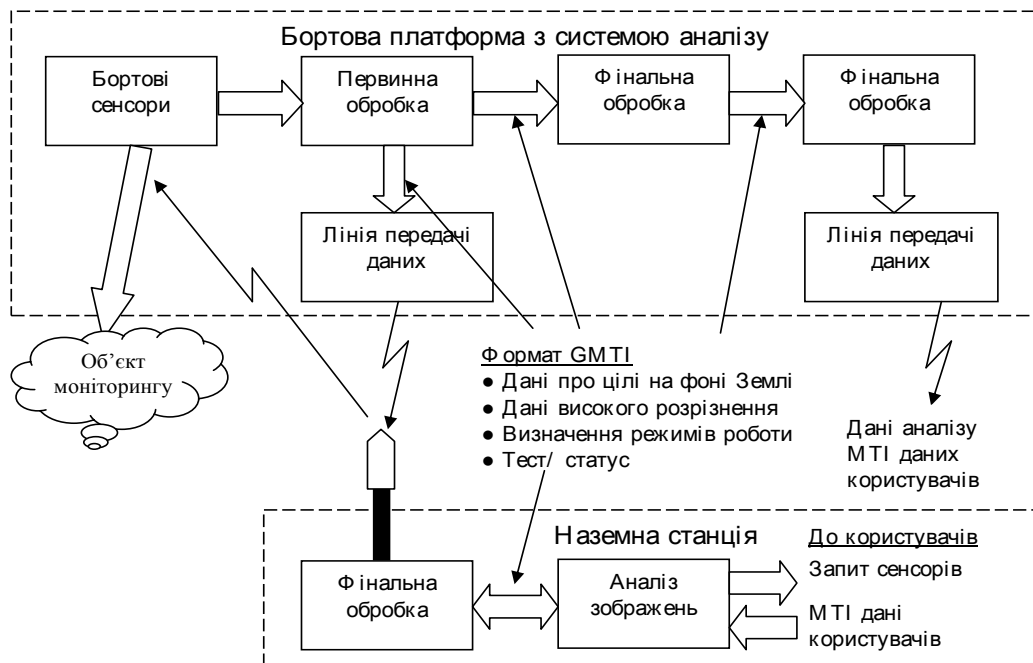 Бортова платформа з системою аналізу
Бортові
сенсори
Первинна
обробка
Фінальна
обробка
Фінальна
обробка
Лінія передачі
даних
Лінія передачі
даних
Об’єкт
моніторингу
Формат GMTI
● Дані про цілі на фоні Землі
● Дані високого розрізнення
● Визначення режимів роботи
● Тест/ статус
Дані аналізу
МТІ даних
користувачів
Наземна станція
До користувачів
Фінальна
обробка
Аналіз
зображень
Запит сенсорів
МТІ дані
користувачів